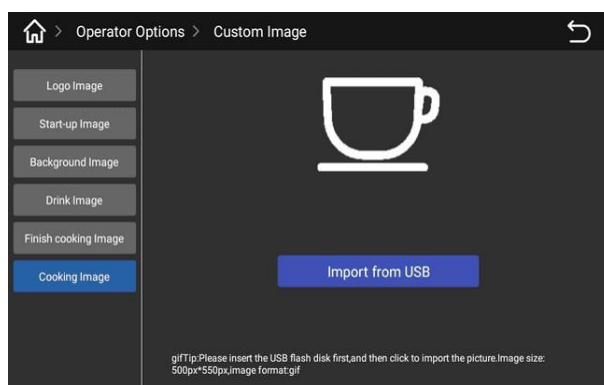 > Operator Options > Custom Image
Logo Image
Start-up Image
Background Image
Drink Image
Finish cooking Image
Cooking Image
Import from USB
gifTip:Please insert the USB flash disk first,and then click to import the picture.Image size:
500px*550px,image format:gif